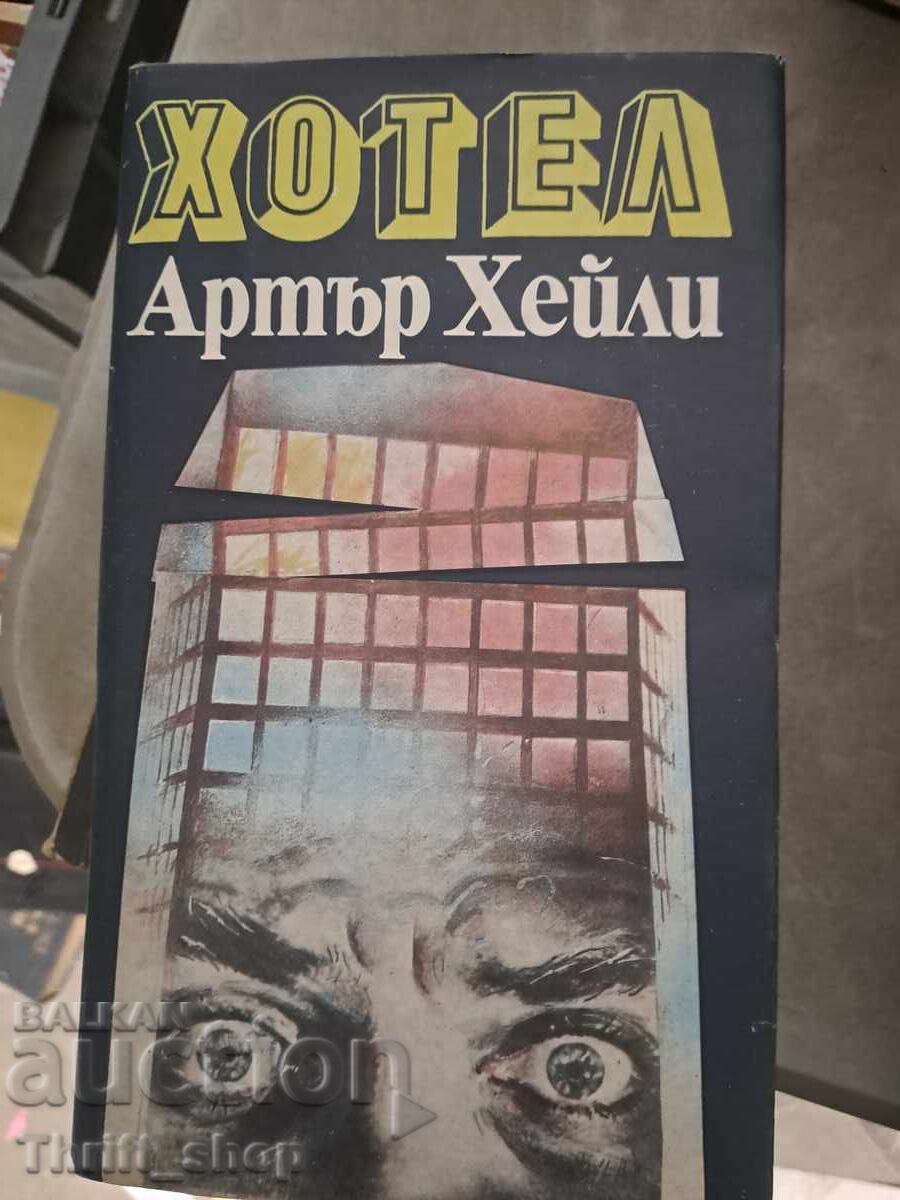 ХОТЕЛ
Артър Хейли
BALKAN
auction
Thrift_shop